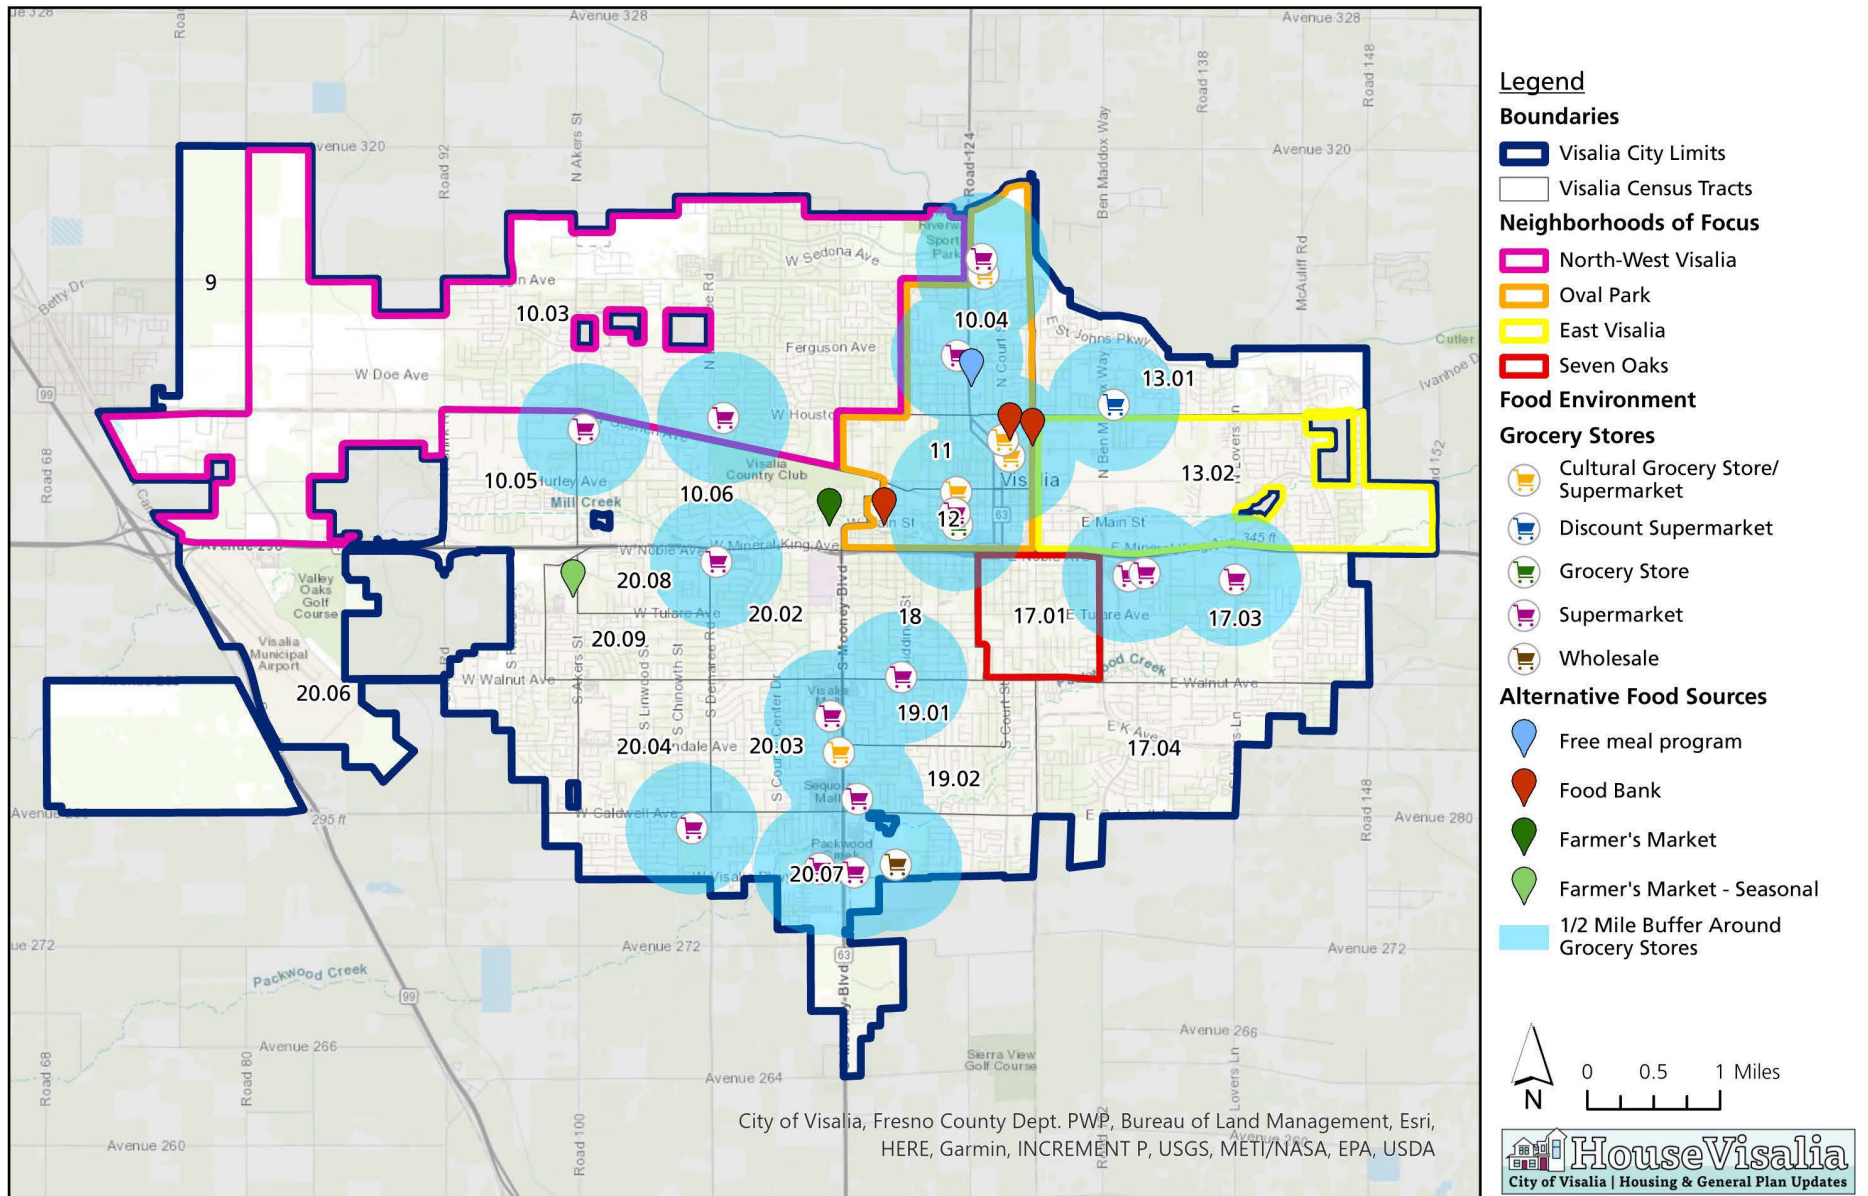 Avenue 328
Avenue 328
Road 138
Road 148
Avenue 320
Avenue 320
Road 92
N Akers St
Road 124
Ben Maddox Way
McAuliff Rd
Betty Dr
9
W Sedona Ave
Sport
Park
10.03
10.04
E St Johns Pkwy
Ferguson Ave
W Doe Ave
Cutler
99
13.01
11
Visalia
Country Club
10.05
Hurley Ave
10.06
Mill Creek
13.02
Road 68
12
63
E Main St
345 ft
W Noble Ave
W Mineral King Ave
Valley
Oaks
Golf
Course
20.08
W Tulare Ave
20.02
18
17.01
E Tulare Ave
17.03
20.09
Visalia
Municipal
Airport
W Walnut Ave
E Walnut Ave
20.06
S Akers St
S Linwood St
S Chinowth St
S Demaree Rd
S Mooney Blvd
S Court St
19.01
20.04
20.03
19.02
E K Ave
17.04
Sequoia
Mall
W Caldwell Ave
Avenue 280
295 ft
Packwood
Creek
20.07
Avenue 272
Avenue 272
Packwood Creek
63
99
Avenue 266
Avenue 266
Avenue 264
Sierra View
Golf Course
Road 68
Road 80
Road 100
Lovers Ln
Road 148
Avenue 260
City of Visalia, Fresno County Dept. PWP, Bureau of Land Management, Esri,
HERE, Garmin, INCREMENT P, USGS, METI/NASA, EPA, USDA
Legend
Boundaries
Visalia City Limits
Visalia Census Tracts
Neighborhoods of Focus
North-West Visalia
Oval Park
East Visalia
Seven Oaks
Food Environment
Grocery Stores
Cultural Grocery Store/
Supermarket
Discount Supermarket
Grocery Store
Supermarket
Wholesale
Alternative Food Sources
Free meal program
Food Bank
Farmer's Market
Farmer's Market - Seasonal
1/2 Mile Buffer Around
Grocery Stores
0 0.5 1 Miles
N
HouseVisalia
City of Visalia | Housing & General Plan Updates